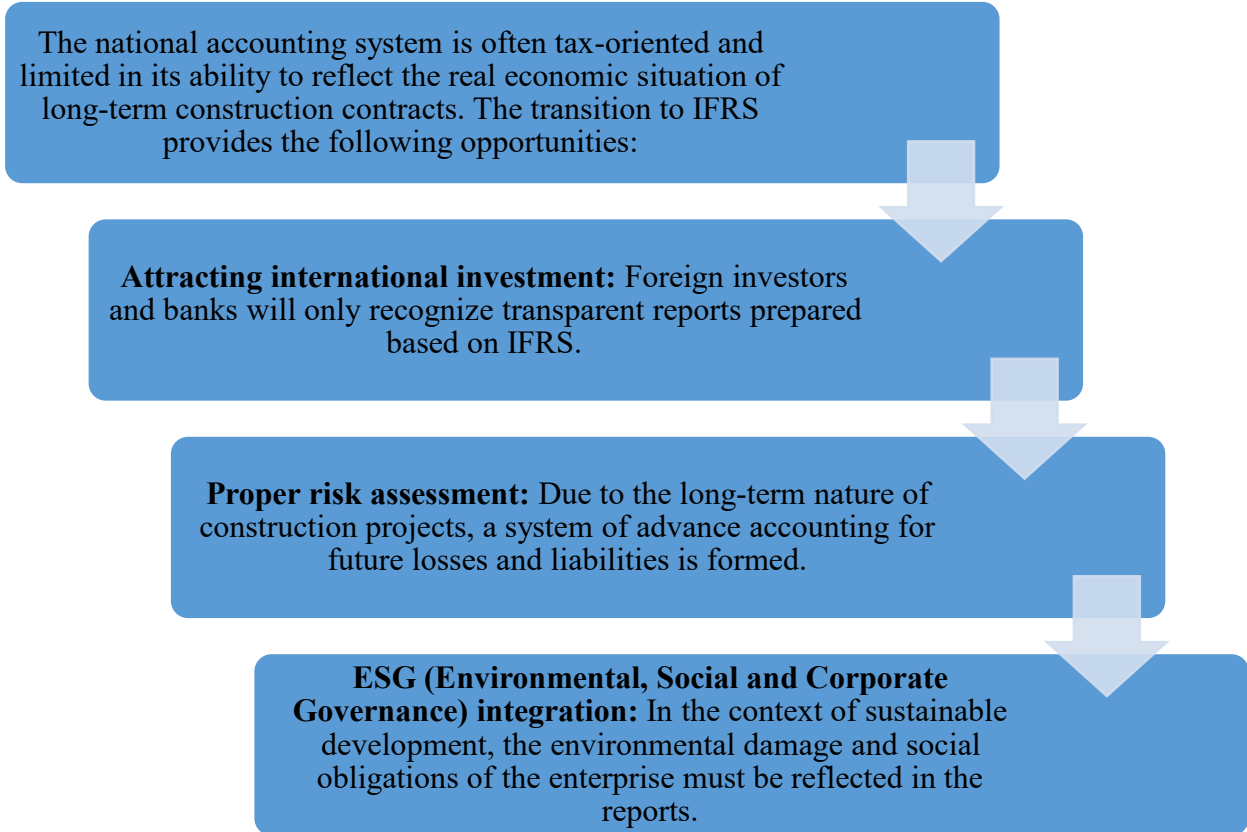 The national accounting system is often tax-oriented and
limited in its ability to reflect the real economic situation of
long-term construction contracts. The transition to IFRS
provides the following opportunities:
Attracting international investment: Foreign investors
and banks will only recognize transparent reports prepared
based on IFRS.
Proper risk assessment: Due to the long-term nature of
construction projects, a system of advance accounting for
future losses and liabilities is formed.
ESG (Environmental, Social and Corporate
Governance) integration: In the context of sustainable
development, the environmental damage and social
obligations of the enterprise must be reflected in the
reports.